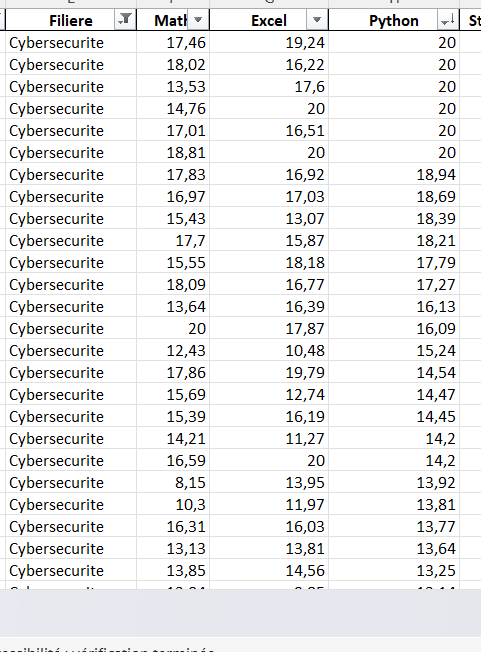 Filiere Math Excel Python St
Cybersecurite 17,46 19,24 20
Cybersecurite 18,02 16,22 20
Cybersecurite 13,53 17,6 20
Cybersecurite 14,76 20 20
Cybersecurite 17,01 16,51 20
Cybersecurite 18,81 20 20
Cybersecurite 17,83 16,92 18,94
Cybersecurite 16,97 17,03 18,69
Cybersecurite 15,43 13,07 18,39
Cybersecurite 17,7 15,87 18,21
Cybersecurite 15,55 18,18 17,79
Cybersecurite 18,09 16,77 17,27
Cybersecurite 13,64 16,39 16,13
Cybersecurite 20 17,87 16,09
Cybersecurite 12,43 10,48 15,24
Cybersecurite 17,86 19,79 14,54
Cybersecurite 15,69 12,74 14,47
Cybersecurite 15,39 16,19 14,45
Cybersecurite 14,21 11,27 14,2
Cybersecurite 16,59 20 14,2
Cybersecurite 8,15 13,95 13,92
Cybersecurite 10,3 11,97 13,81
Cybersecurite 16,31 16,03 13,77
Cybersecurite 13,13 13,81 13,64
Cybersecurite 13,85 14,56 13,25